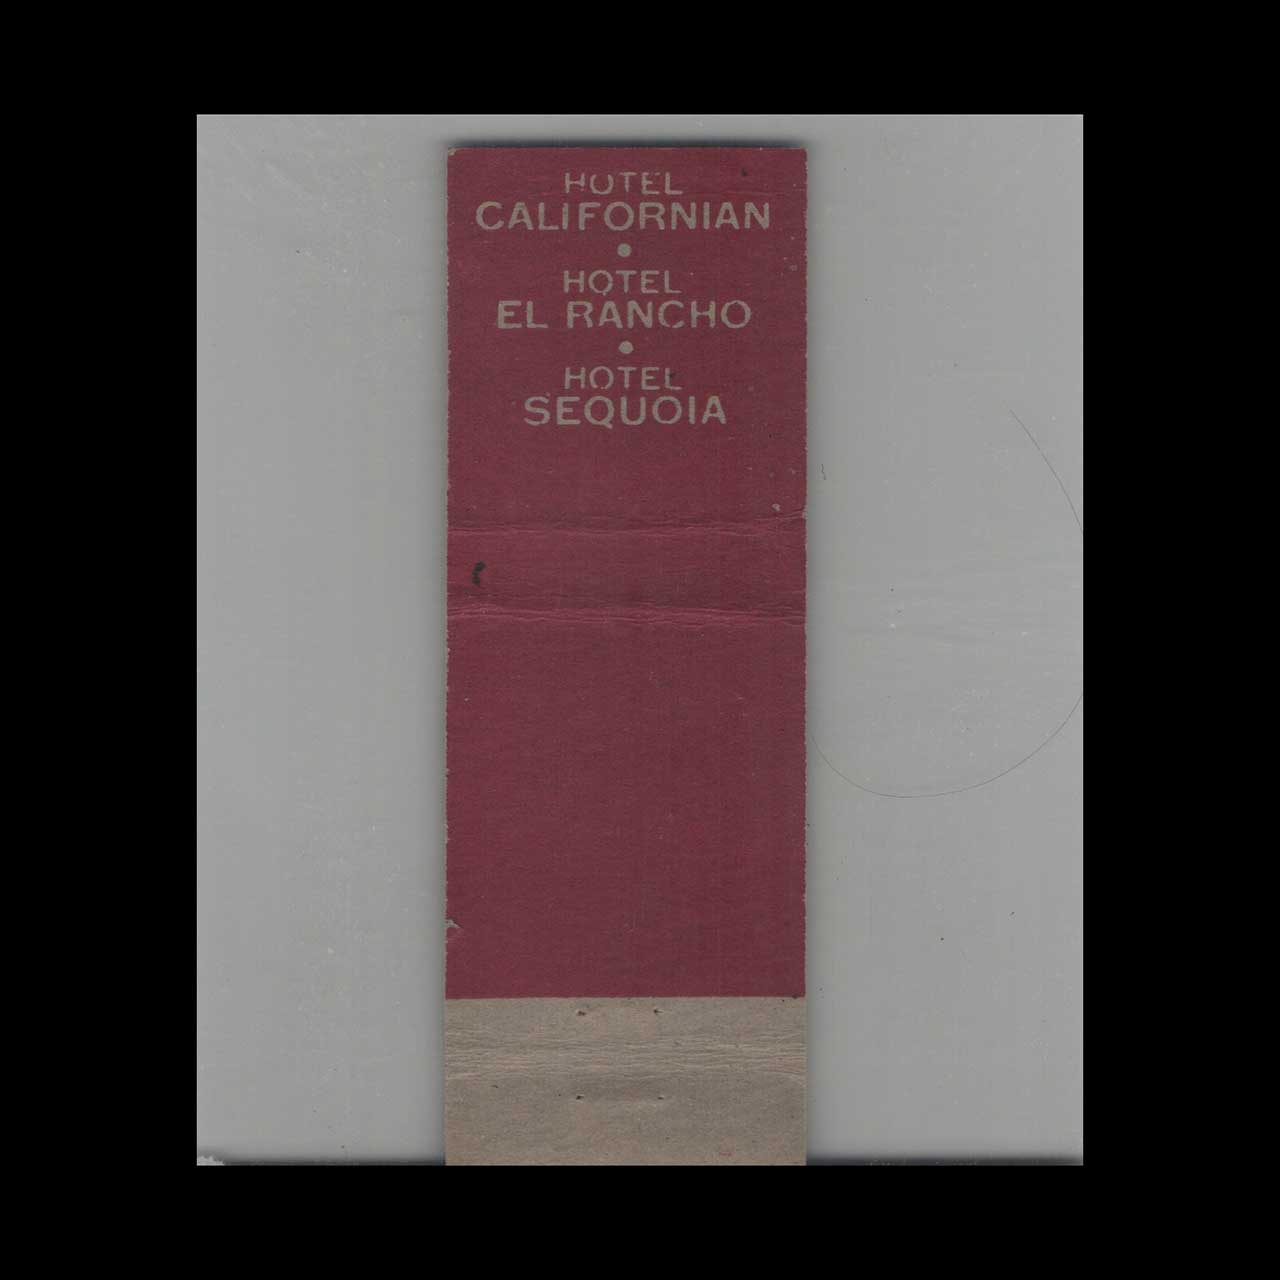 HOTEL
CALIFORNIAN
•
HOTEL
EL RANCHO
•
HOTEL
SEQUOIA